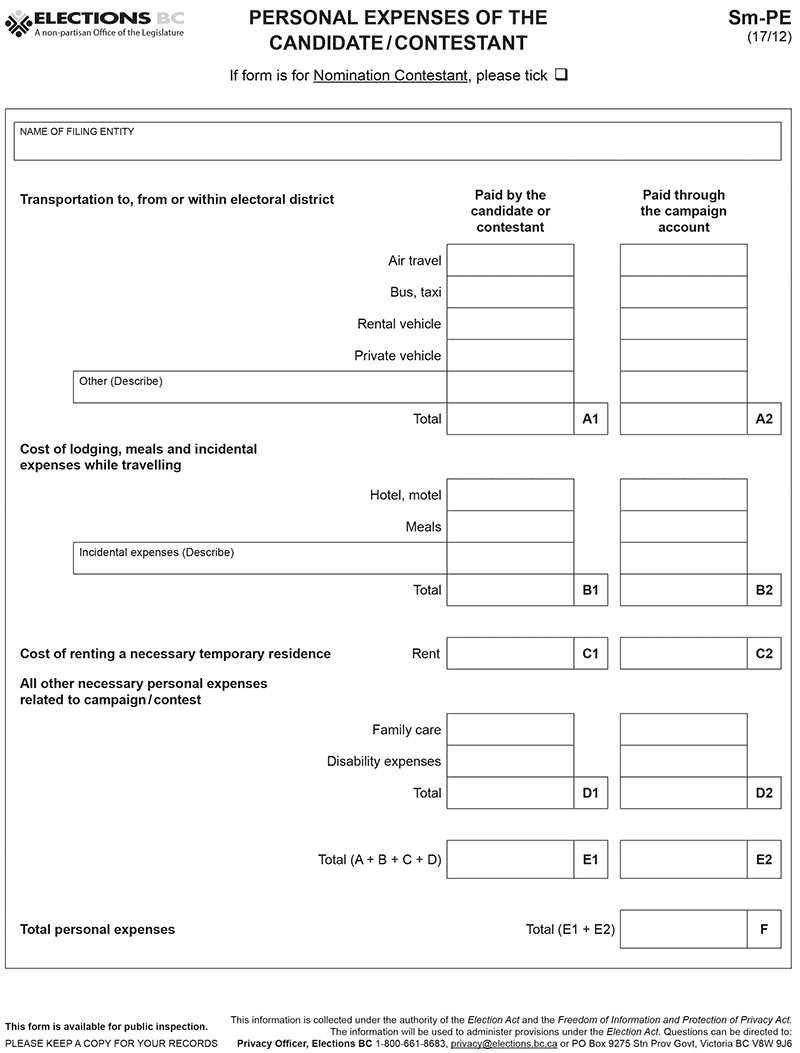 ELECTIONS BC
A non-partisan Office of the Legislature
PERSONAL EXPENSES OF THE
CANDIDATE/CONTESTANT
Sm-PE
(17/12)
If form is for Nomination Contestant, please tick ❑
NAME OF FILING ENTITY
Transportation to, from or within electoral district
Paid by the
candidate or
contestant
Paid through
the campaign
account
Air travel
Bus, taxi
Rental vehicle
Private vehicle
Other (Describe)
Total A1 A2
Cost of lodging, meals and incidental
expenses while travelling
Hotel, motel
Meals
Incidental expenses (Describe)
Total B1 B2
Cost of renting a necessary temporary residence Rent C1 C2
All other necessary personal expenses
related to campaign/contest
Family care
Disability expenses
Total D1 D2
Total (A + B + C + D) E1 E2
Total personal expenses Total (E1 + E2) F
This form is available for public inspection.
PLEASE KEEP A COPY FOR YOUR RECORDS
This information is collected under the authority of the Election Act and the Freedom of Information and Protection of Privacy Act.
The information will be used to administer provisions under the Election Act. Questions can be directed to:
Privacy Officer, Elections BC 1-800-661-8683, privacy@elections.bc.ca or PO Box 9275 Stn Prov Govt, Victoria BC V8W 9J6